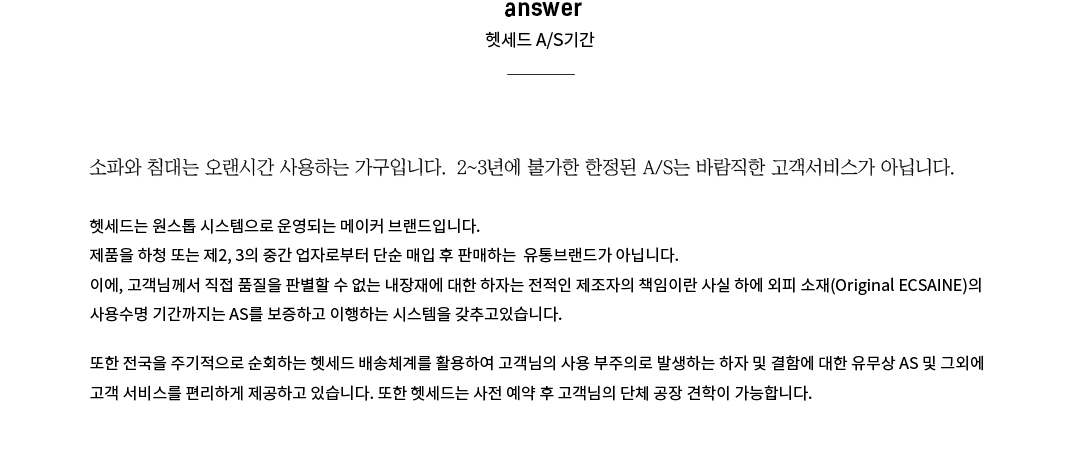 answer
헷세드 A/S기간
소파와 침대는 오랜시간 사용하는 가구입니다. 2~3년에 불가한 한정된 A/S는 바람직한 고객서비스가 아닙니다.
헷세드는 원스톱 시스템으로 운영되는 메이커 브랜드입니다.
제품을 하청 또는 제2, 3의 중간 업자로부터 단순 매입 후 판매하는 유통브랜드가 아닙니다.
이에, 고객님께서 직접 품질을 판별할 수 없는 내장재에 대한 하자는 전적인 제조자의 책임이란 사실 하에 외피 소재(Original ECSAINE)의
사용수명 기간까지는 AS를 보증하고 이행하는 시스템을 갖추고있습니다.
또한 전국을 주기적으로 순회하는 헷세드 배송체계를 활용하여 고객님의 사용 부주의로 발생하는 하자 및 결함에 대한 유무상 AS 및 그외에
고객 서비스를 편리하게 제공하고 있습니다. 또한 헷세드는 사전 예약 후 고객님의 단체 공장 견학이 가능합니다.